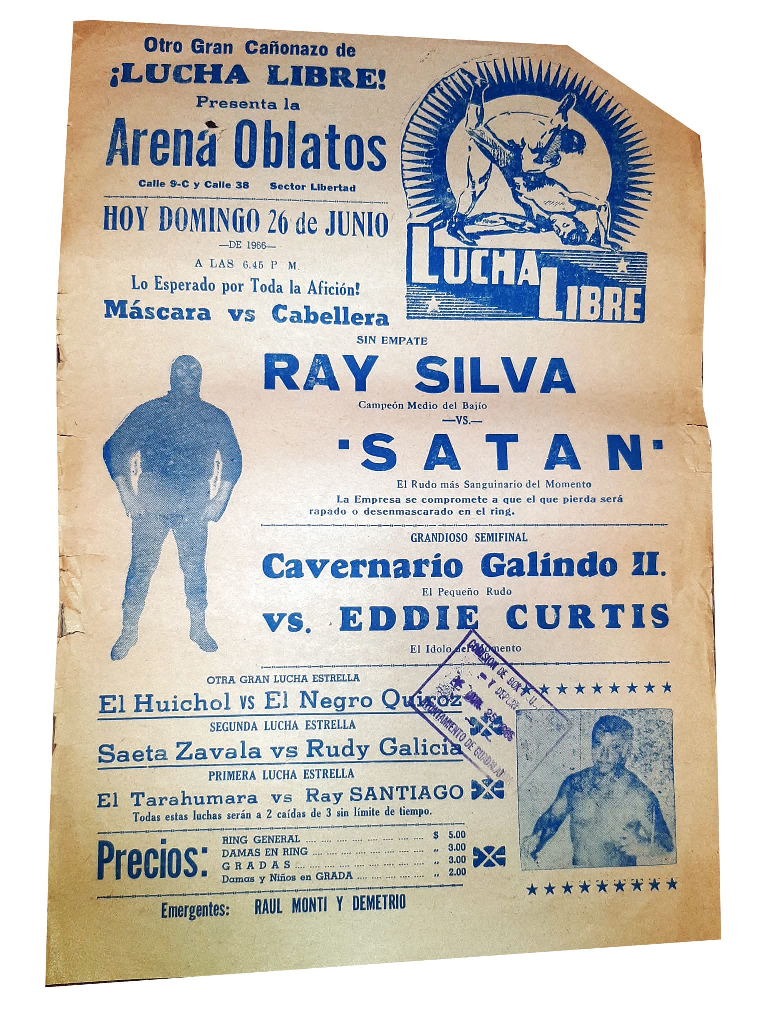 Otro Gran Cañonazo de
¡LUCHA LIBRE!
Presenta la
Arena Oblatos
Calle 9-C y Calle 38 Sector Libertad
HOY DOMINGO 26 de JUNIO
—DE 1966—
A LAS 6.45 P M.
Lo Esperado por Toda la Afición!
Máscara vs Cabellera
LUCHA
LIBRE
SIN EMPATE
RAY SILVA
Campeón Medio del Bajío
—VS.—
"SATAN"
El Rudo más Sanguinario del Momento
La Empresa se compromete a que el que pierda será
rapado o desenmascarado en el ring.
GRANDIOSO SEMIFINAL
Cavernario Galindo II.
El Pequeño Rudo
vs. EDDIE CURTIS
El Idolo del Momento
OTRA GRAN LUCHA ESTRELLA
El Huichol VS El Negro Quiroz
SEGUNDA LUCHA ESTRELLA
Saeta Zavala vs Rudy Galicia
PRIMERA LUCHA ESTRELLA
El Tarahumara vs Ray SANTIAGO
Todas estas luchas serán a 2 caídas de 3 sin límite de tiempo.
COMISION DE BOX Y
Y DEPOR
AYUNTAMIENTO DE
Precios:
RING GENERAL $ 5.00
DAMAS EN RING „ 3.00
GRADAS „ 3.00
Damas y Niños en GRADA „ 2.00
Emergentes: RAUL MONTI Y DEMETRIO